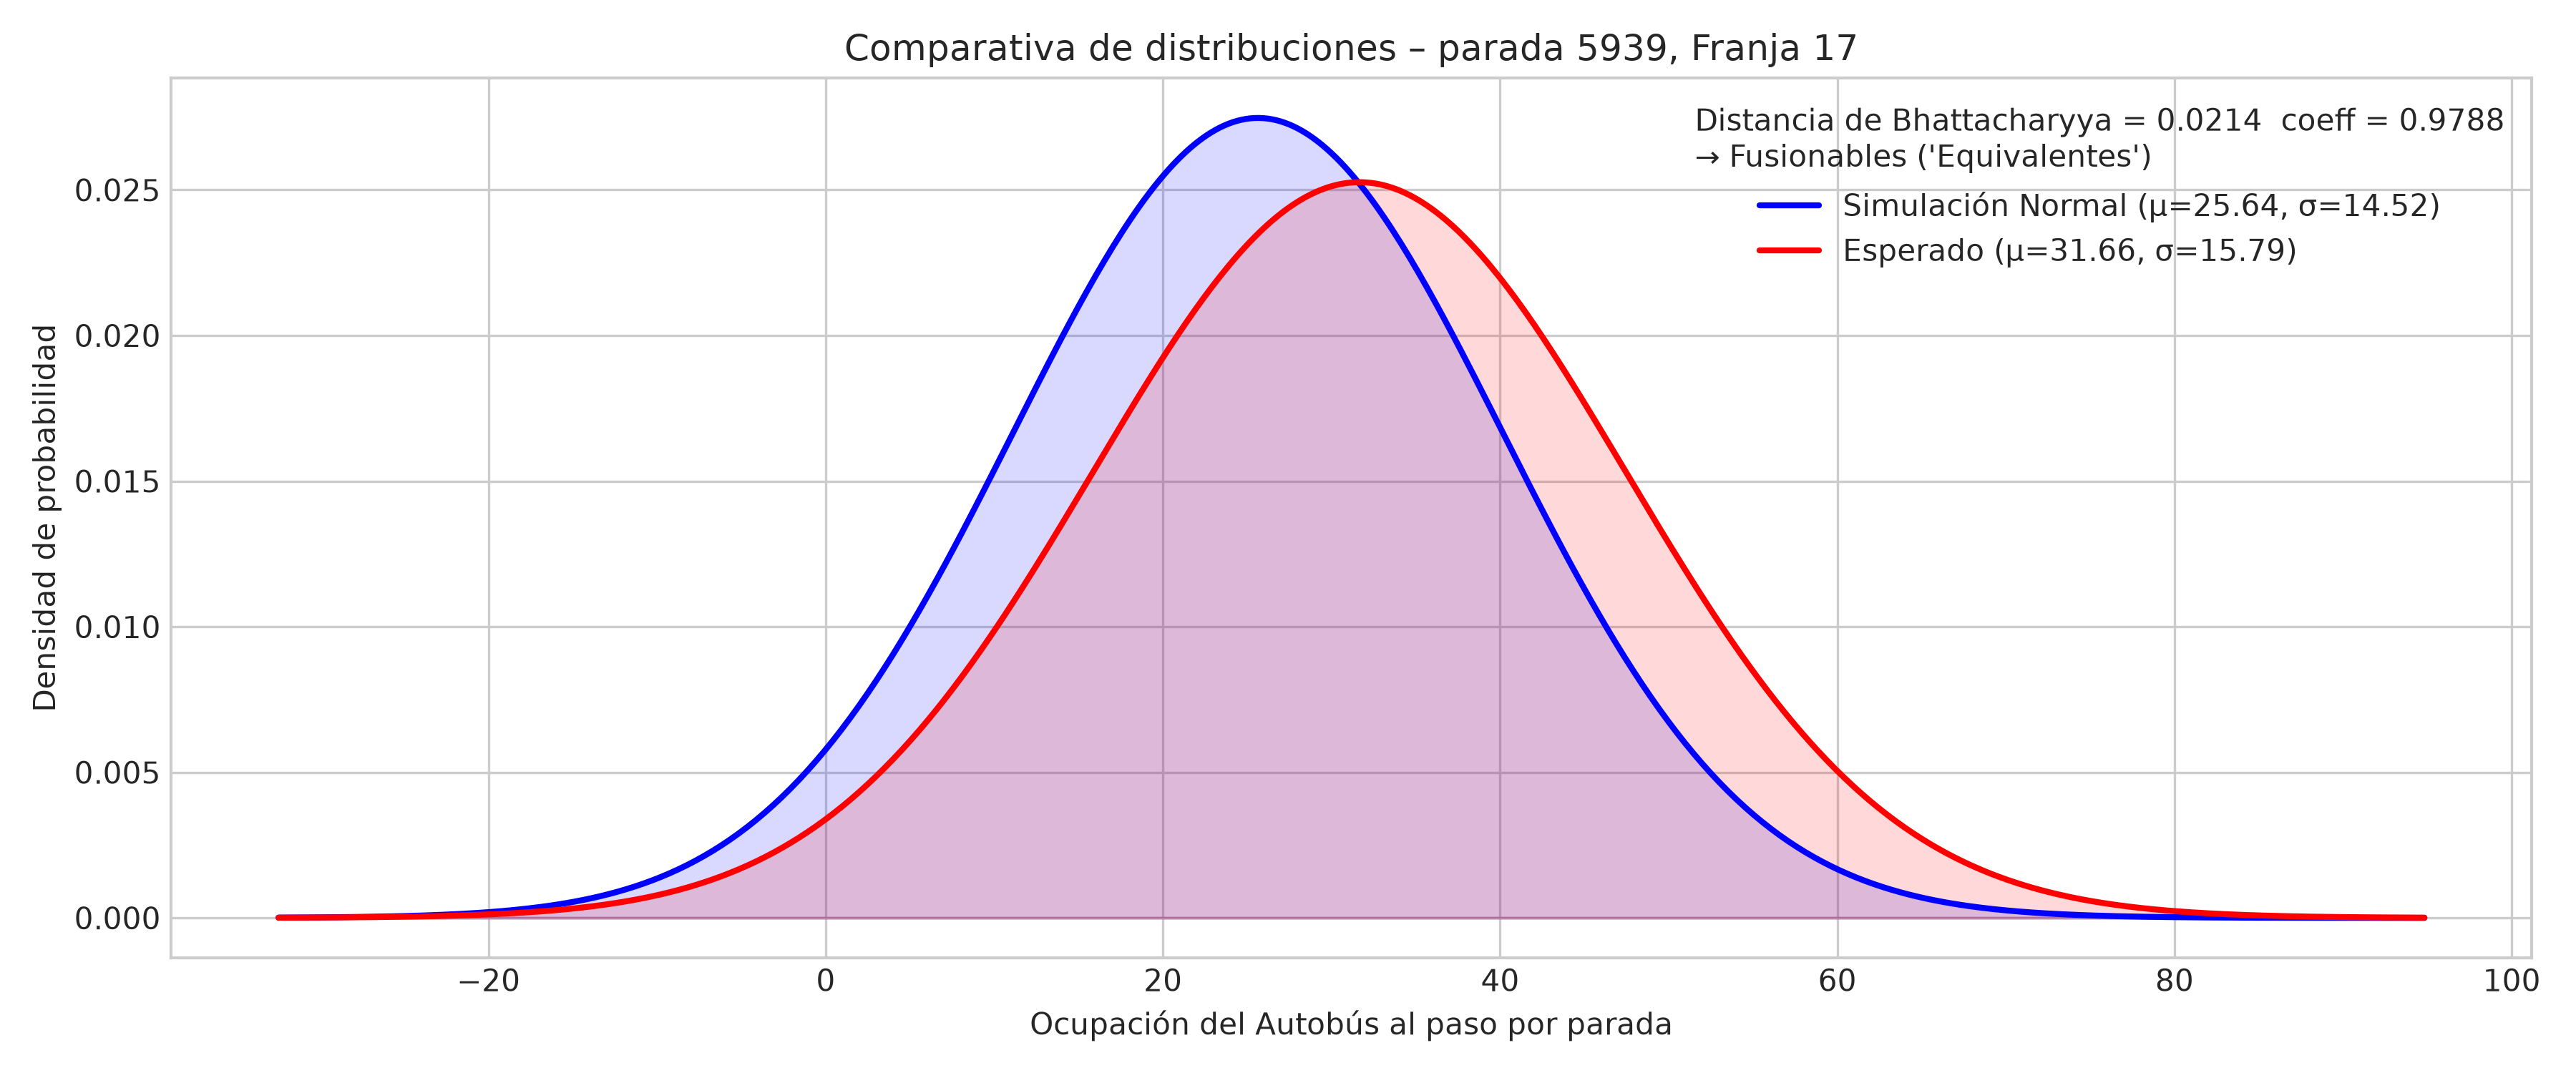 Comparativa de distribuciones – parada 5939, Franja 17
Distancia de Bhattacharyya = 0.0214  coeff = 0.9788
→ Fusionables ('Equivalentes')
Simulación Normal (μ=25.64, σ=14.52)
Esperado (μ=31.66, σ=15.79)
Densidad de probabilidad
0.025
0.020
0.015
0.010
0.005
0.000
−20 0 20 40 60 80 100
Ocupación del Autobús al paso por parada